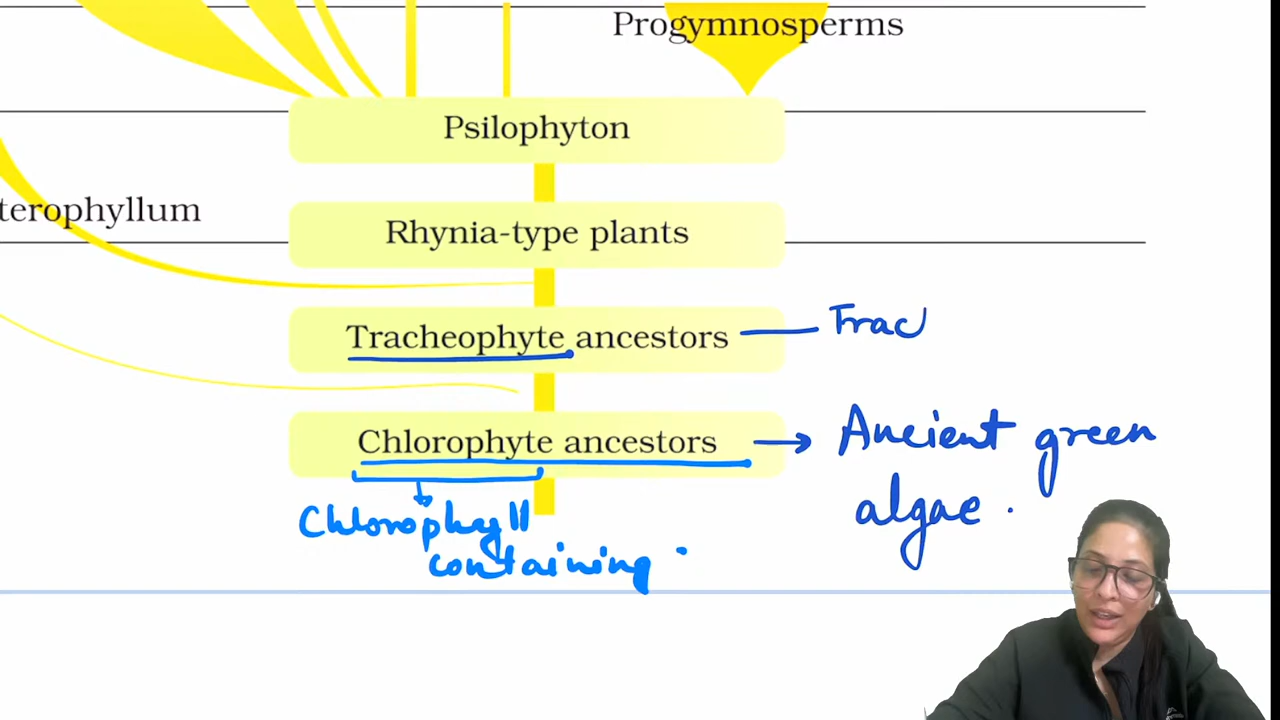 Progymnosperms
Psilophyton
terophyllum
Rhynia-type plants
Tracheophyte ancestors — Trac
Chlorophyte ancestors → Ancient green
algae.
Chlorophyll
containing